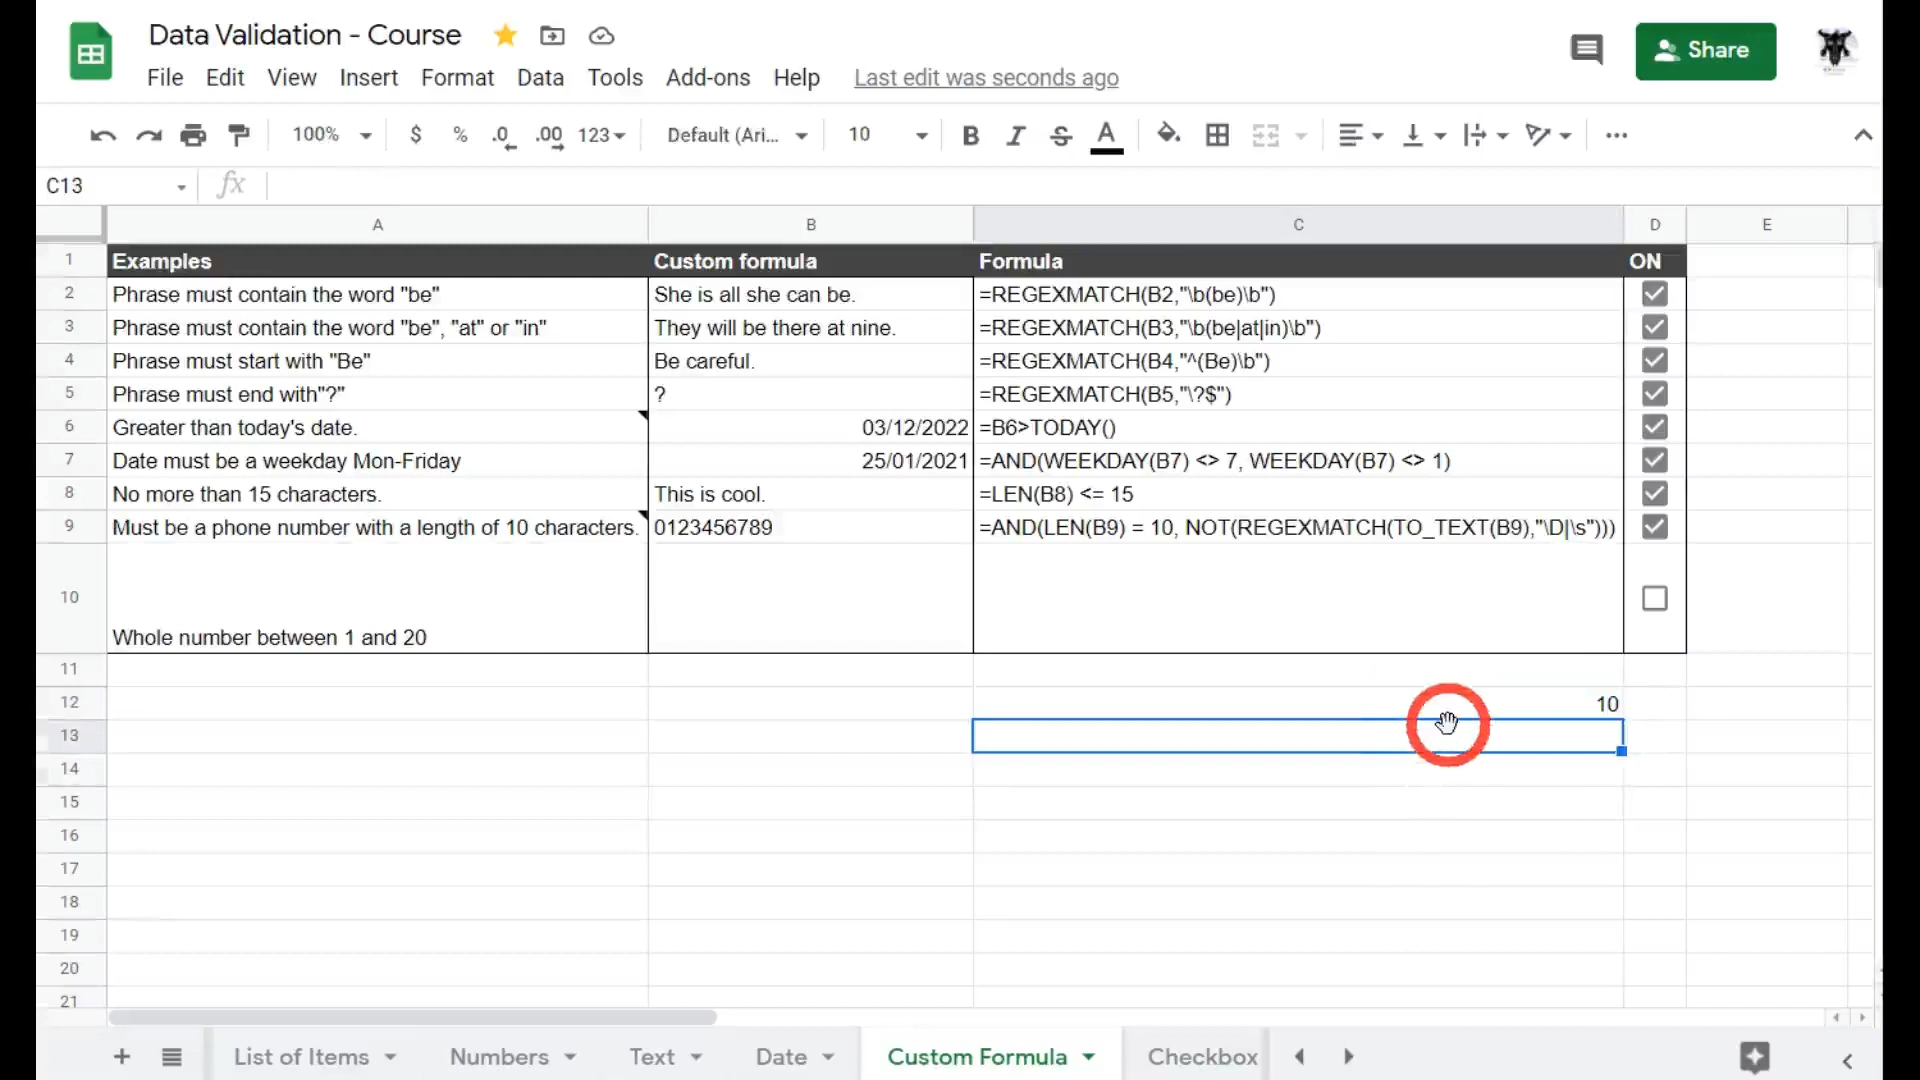 Data Validation - Course
File Edit View Insert Format Data Tools Add-ons Help Last edit was seconds ago
Share
100% $ % .0 .00 123 Default (Ari... 10 B I S A
C13 fx
A B C D E
1 Examples Custom formula Formula ON
2 Phrase must contain the word "be" She is all she can be. =REGEXMATCH(B2,"\b(be)\b")
3 Phrase must contain the word "be", "at" or "in" They will be there at nine. =REGEXMATCH(B3,"\b(be|at|in)\b")
4 Phrase must start with "Be" Be careful. =REGEXMATCH(B4,"^(Be)\b")
5 Phrase must end with"?" ? =REGEXMATCH(B5,"\?$")
6 Greater than today's date. 03/12/2022 =B6>TODAY()
7 Date must be a weekday Mon-Friday 25/01/2021 =AND(WEEKDAY(B7) <> 7, WEEKDAY(B7) <> 1)
8 No more than 15 characters. This is cool. =LEN(B8) <= 15
9 Must be a phone number with a length of 10 characters. 0123456789 =AND(LEN(B9) = 10, NOT(REGEXMATCH(TO_TEXT(B9),"\D|\s")))
10 Whole number between 1 and 20
11
12 10
13
14
15
16
17
18
19
20
21
List of Items Numbers Text Date Custom Formula Checkbox